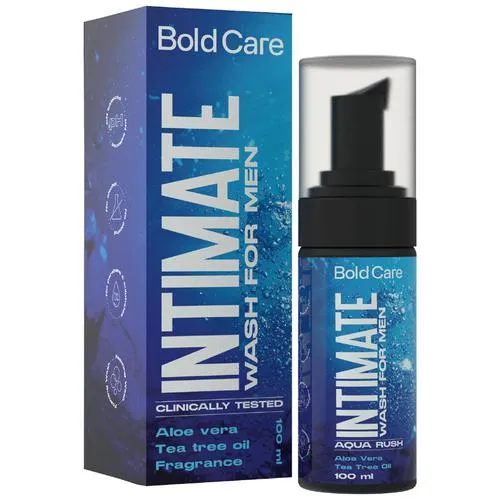 Bold Care
INTIMATE
WASH FOR MEN
CLINICALLY TESTED
Aloe vera
Tea tree oil
Fragrance
100 ml
pH
Bold Care
INTIMATE
WASH FOR MEN
AQUA RUSH
Aloe Vera
Tea Tree Oil
100 ml